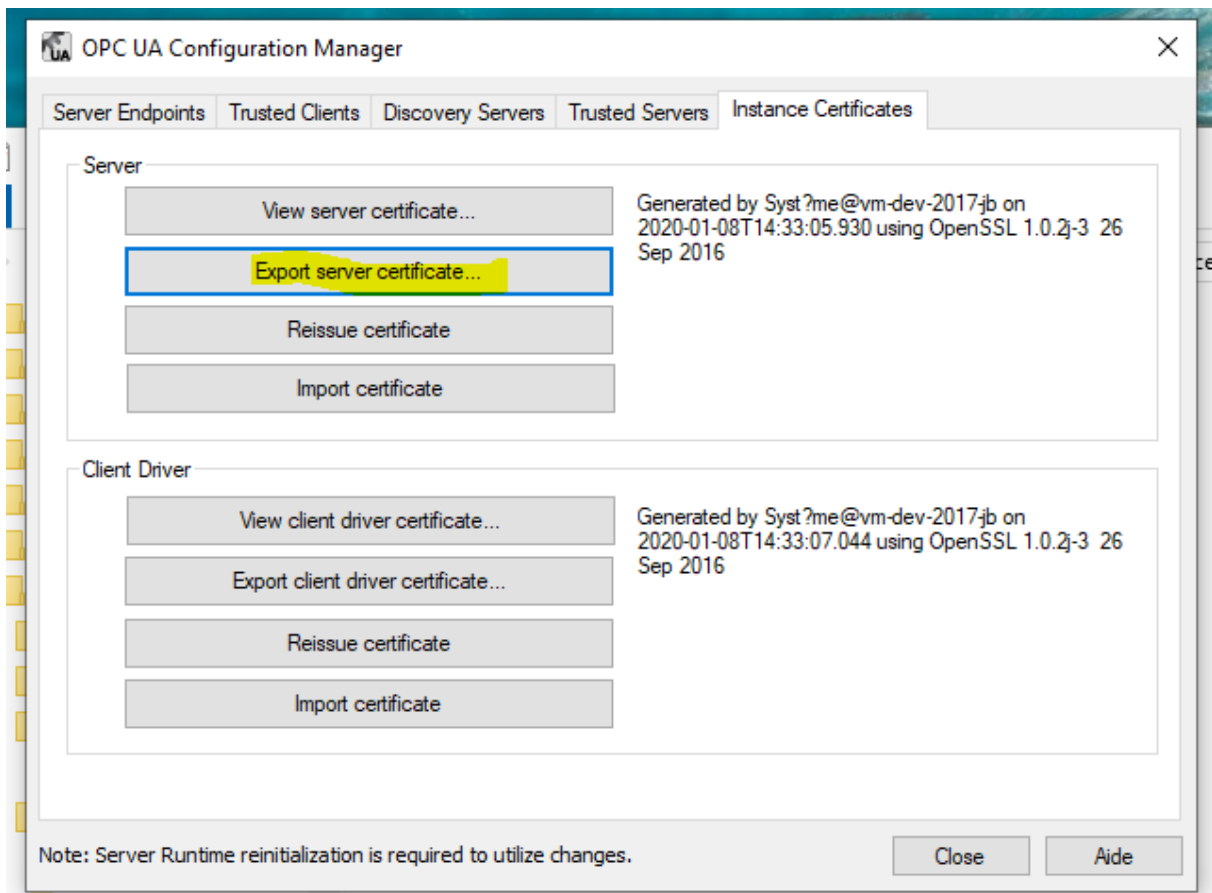 OPC UA Configuration Manager
Server Endpoints
Trusted Clients
Discovery Servers
Trusted Servers
Instance Certificates
Server
View server certificate...
Generated by Syst?me@vm-dev-2017-jb on
2020-01-08T14:33:05.930 using OpenSSL 1.0.2j-3 26
Sep 2016
Export server certificate...
Reissue certificate
Import certificate
Client Driver
View client driver certificate...
Generated by Syst?me@vm-dev-2017-jb on
2020-01-08T14:33:07.044 using OpenSSL 1.0.2j-3 26
Sep 2016
Export client driver certificate...
Reissue certificate
Import certificate
Note: Server Runtime reinitialization is required to utilize changes.
Close
Aide